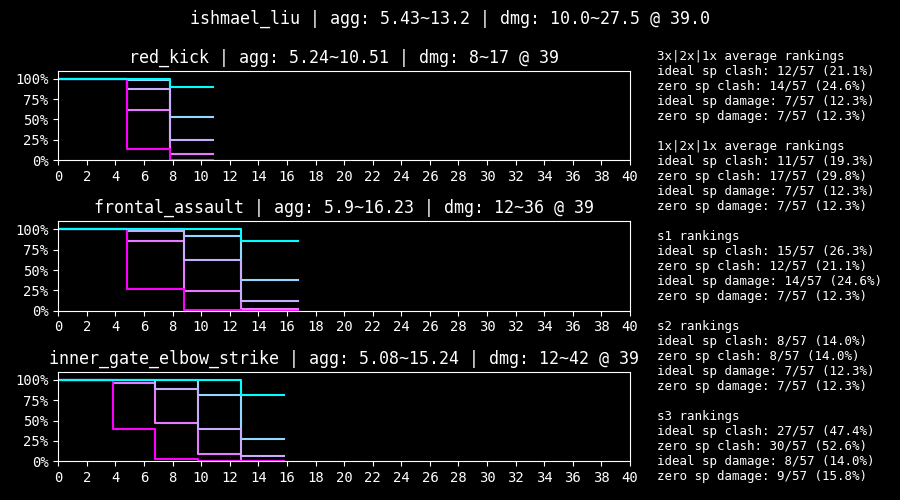 ishmael_liu | agg: 5.43~13.2 | dmg: 10.0~27.5 @ 39.0
red_kick | agg: 5.24~10.51 | dmg: 8~17 @ 39
100%
75%
50%
25%
0%
0 2 4 6 8 10 12 14 16 18 20 22 24 26 28 30 32 34 36 38 40
frontal_assault | agg: 5.9~16.23 | dmg: 12~36 @ 39
100%
75%
50%
25%
0%
0 2 4 6 8 10 12 14 16 18 20 22 24 26 28 30 32 34 36 38 40
inner_gate_elbow_strike | agg: 5.08~15.24 | dmg: 12~42 @ 39
100%
75%
50%
25%
0%
0 2 4 6 8 10 12 14 16 18 20 22 24 26 28 30 32 34 36 38 40
3x|2x|1x average rankings
ideal sp clash: 12/57 (21.1%)
zero sp clash: 14/57 (24.6%)
ideal sp damage: 7/57 (12.3%)
zero sp damage: 7/57 (12.3%)
1x|2x|1x average rankings
ideal sp clash: 11/57 (19.3%)
zero sp clash: 17/57 (29.8%)
ideal sp damage: 7/57 (12.3%)
zero sp damage: 7/57 (12.3%)
s1 rankings
ideal sp clash: 15/57 (26.3%)
zero sp clash: 12/57 (21.1%)
ideal sp damage: 14/57 (24.6%)
zero sp damage: 7/57 (12.3%)
s2 rankings
ideal sp clash: 8/57 (14.0%)
zero sp clash: 8/57 (14.0%)
ideal sp damage: 7/57 (12.3%)
zero sp damage: 7/57 (12.3%)
s3 rankings
ideal sp clash: 27/57 (47.4%)
zero sp clash: 30/57 (52.6%)
ideal sp damage: 8/57 (14.0%)
zero sp damage: 9/57 (15.8%)